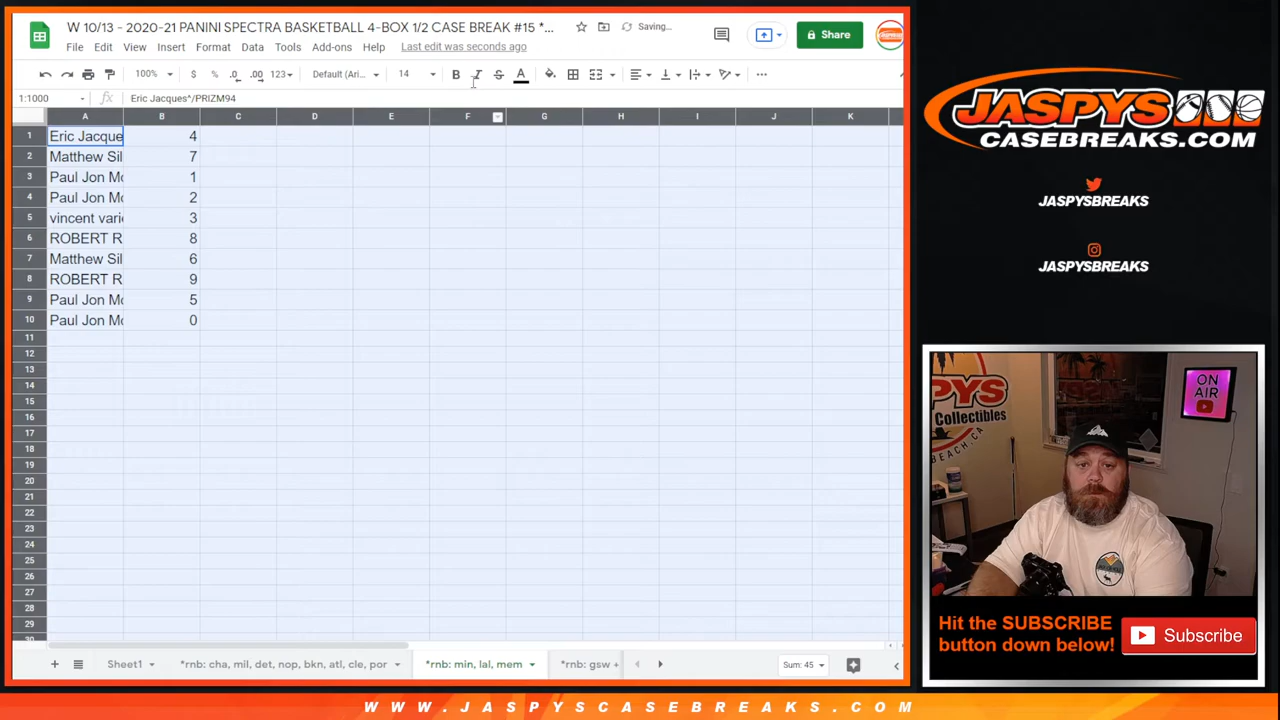 W 10/13 - 2020-21 PANINI SPECTRA BASKETBALL 4-BOX 1/2 CASE BREAK #15 *...
Saving...
Share
File Edit View Insert Format Data Tools Add-ons Help Last edit was seconds ago
100% $ % .0 .00 123 Default (Ari... 14 B I S A
1:1000 fx Eric Jacques^/PRIZM94
A B C D E F G H I J K
1 Eric Jacque 4
2 Matthew Sil 7
3 Paul Jon Mc 1
4 Paul Jon Mc 2
5 vincent varie 3
6 ROBERT R 8
7 Matthew Sil 6
8 ROBERT R 9
9 Paul Jon Mc 5
10 Paul Jon Mc 0
11
12
13
14
15
16
17
18
19
20
21
22
23
24
25
26
27
28
29
30
+ Sheet1 *rnb: cha, mil, det, nop, bkn, atl, cle, por *rnb: min, lal, mem *rnb: gsw + Sum: 45
JASPYS
CASEBREAKS.COM
JASPYSBREAKS
JASPYSBREAKS
ON
AIR
PYS
Collectibles
BEACH, CA
Hit the SUBSCRIBE
button down below!
Subscribe
WWW.JASPYSCASEBREAKS.COM